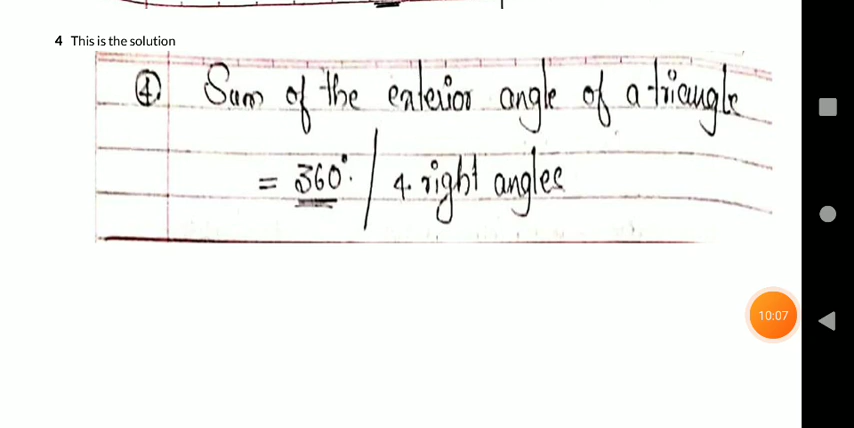 4 This is the solution
4. Sum of the exterior angle of a triangle
= 360°. / 4 right angles
10:07